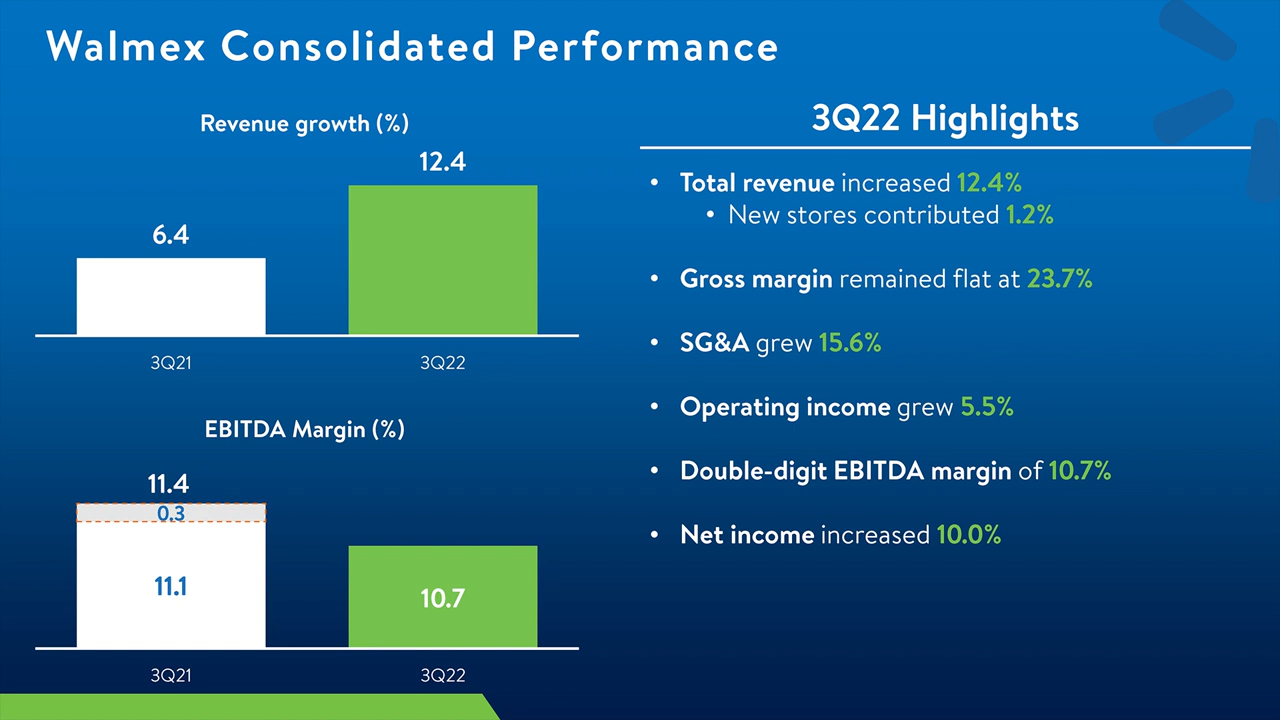 Walmex Consolidated Performance
Revenue growth (%)
12.4
6.4
3Q21
3Q22
EBITDA Margin (%)
11.4
0.3
11.1
10.7
3Q21
3Q22
3Q22 Highlights
• Total revenue increased 12.4%
• New stores contributed 1.2%
• Gross margin remained flat at 23.7%
• SG&A grew 15.6%
• Operating income grew 5.5%
• Double-digit EBITDA margin of 10.7%
• Net income increased 10.0%